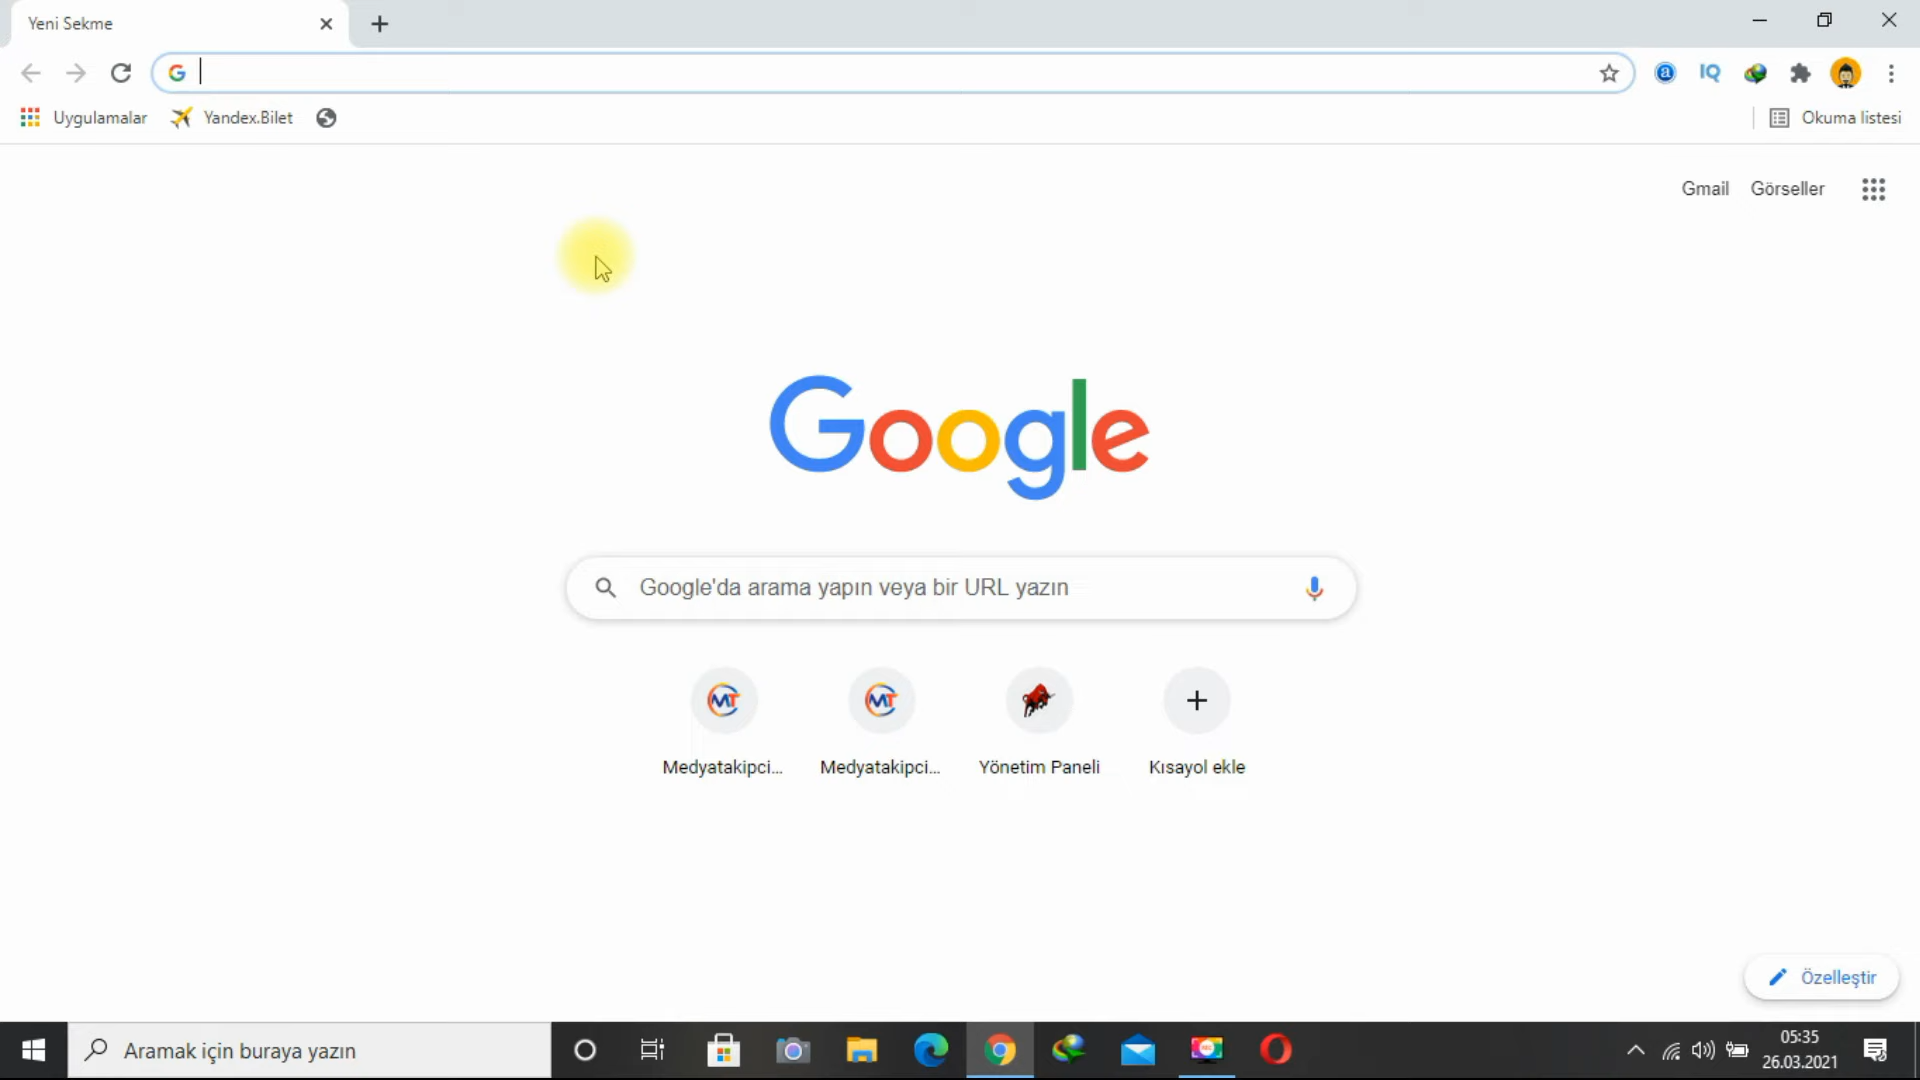 Yeni Sekme
Uygulamalar
Yandex.Bilet
Okuma listesi
Gmail
Görseller
Google
Google'da arama yapın veya bir URL yazın
Medyatakipci...
Medyatakipci...
Yönetim Paneli
Kısayol ekle
Özelleştir
Aramak için buraya yazın
05:35
26.03.2021